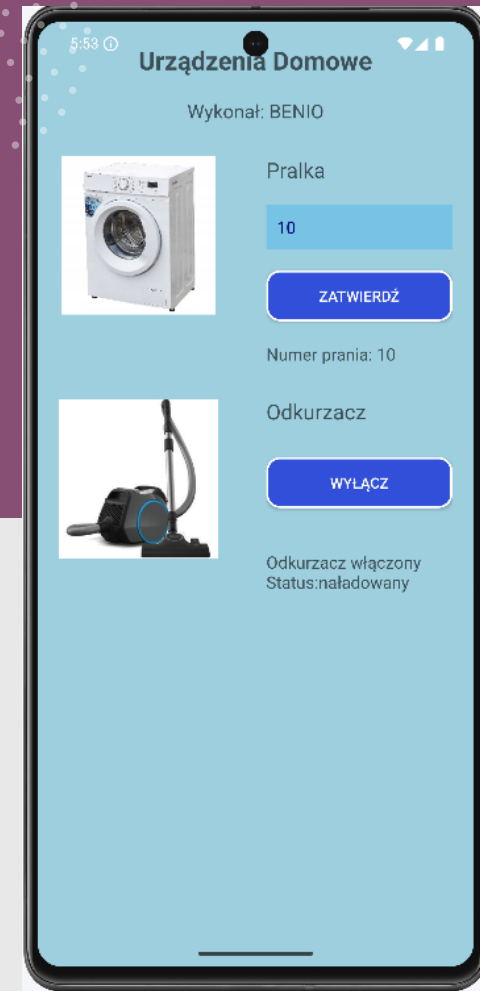 5:53
Urządzenia Domowe
Wykonał: BENIO
Pralka
10
ZATWIERDŹ
Numer prania: 10
Odkurzacz
WYŁĄCZ
Odkurzacz włączony
Status:naładowany